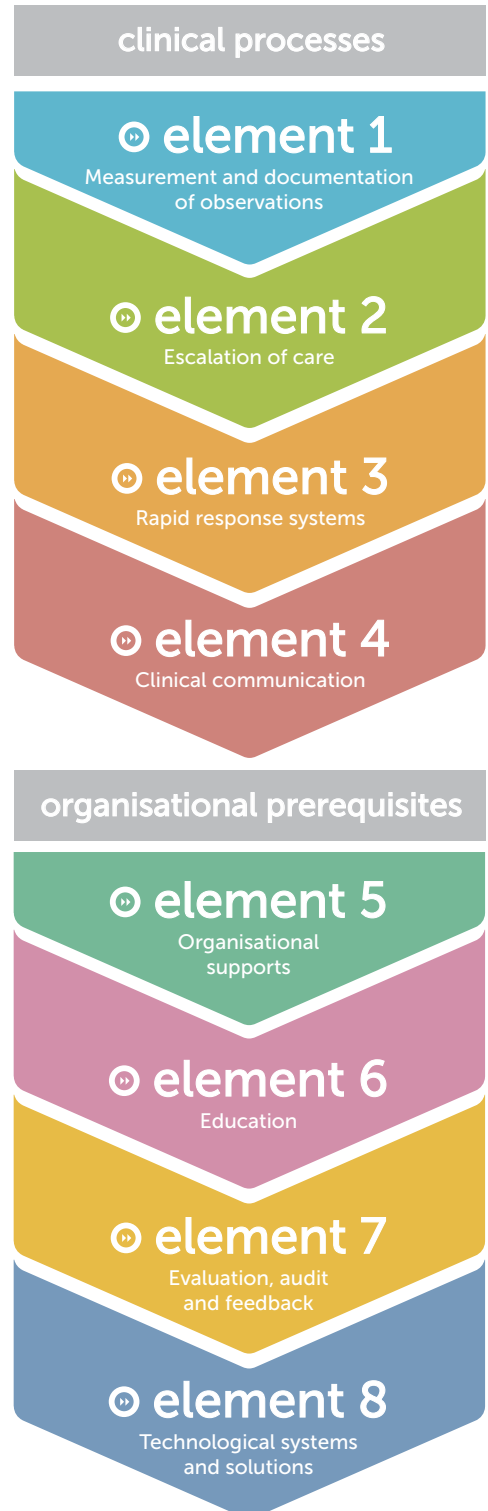 clinical processes
element 1
Measurement and documentation
of observations
element 2
Escalation of care
element 3
Rapid response systems
element 4
Clinical communication
organisational prerequisites
element 5
Organisational
supports
element 6
Education
element 7
Evaluation, audit
and feedback
element 8
Technological systems
and solutions